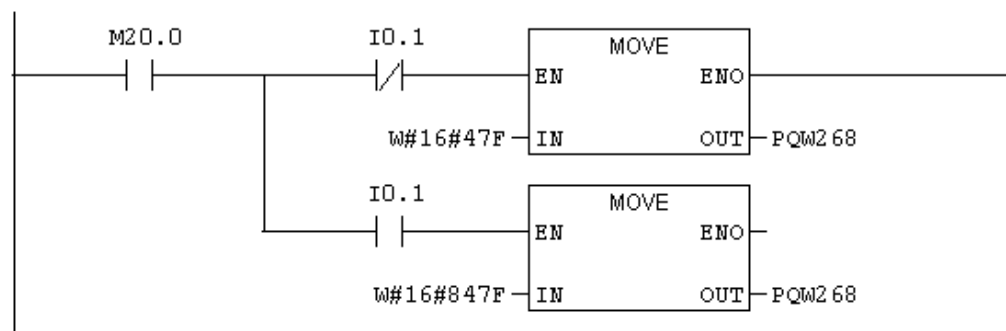 M20.0 I0.1 MOVE
EN ENO
W#16#47F IN OUT PQW268
I0.1 MOVE
EN ENO
W#16#847F IN OUT PQW268